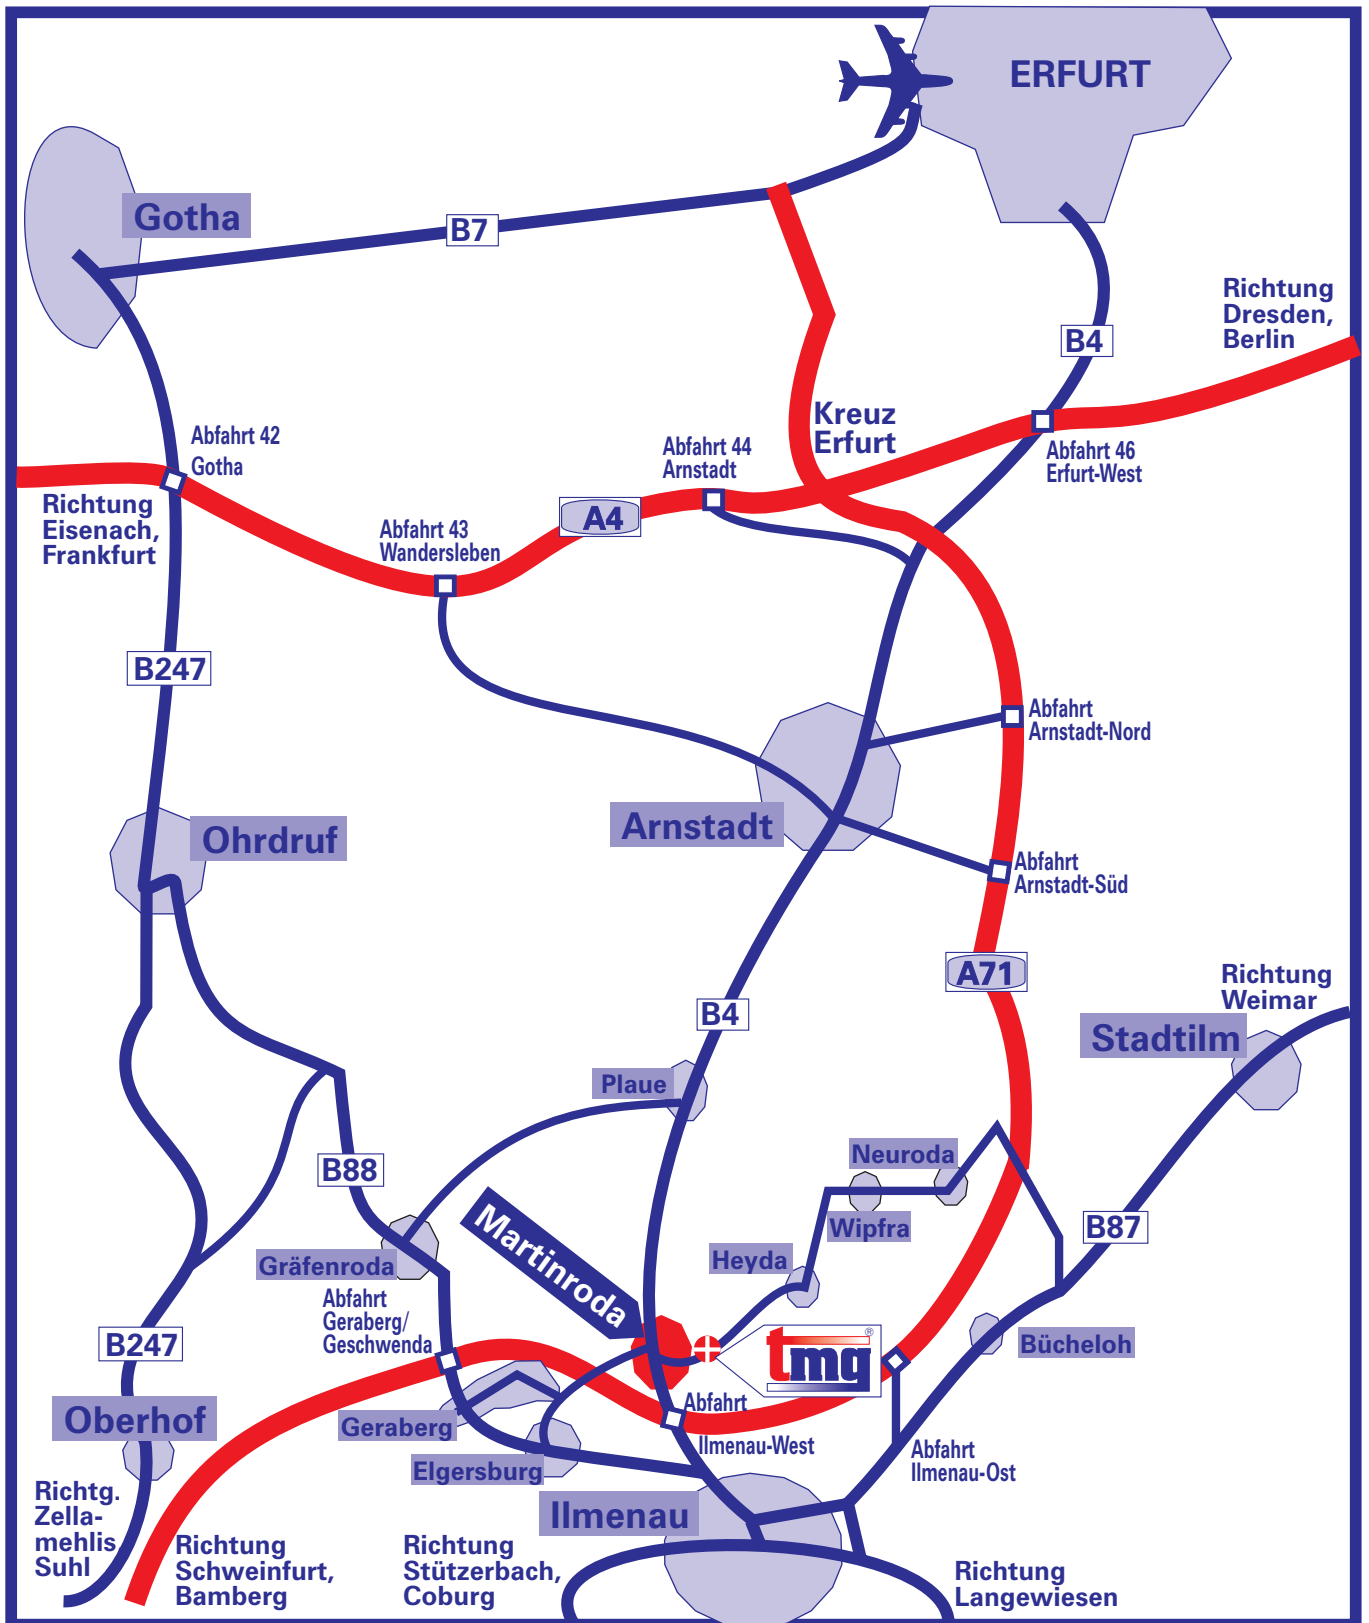 ERFURT
Gotha
B7
Richtung
Dresden,
Berlin
B4
Kreuz
Erfurt
Abfahrt 42
Gotha
Abfahrt 44
Arnstadt
Abfahrt 46
Erfurt-West
Richtung
Eisenach,
Frankfurt
A4
Abfahrt 43
Wandersleben
B247
Abfahrt
Arnstadt-Nord
Ohrdruf
Arnstadt
Abfahrt
Arnstadt-Süd
A71
Richtung
Weimar
B4
Stadtilm
Plaue
B88
Neuroda
Wipfra
B87
Martinroda
Heyda
Gräfenroda
Abfahrt
Geraberg/
Geschwenda
B247
tmg
®
Bücheloh
Oberhof
Geraberg
Abfahrt
Ilmenau-West
Elgersburg
Abfahrt
Ilmenau-Ost
Richtg.
Zella-
mehlis,
Suhl
Ilmenau
Richtung
Schweinfurt,
Bamberg
Richtung
Stützerbach,
Coburg
Richtung
Langewiesen